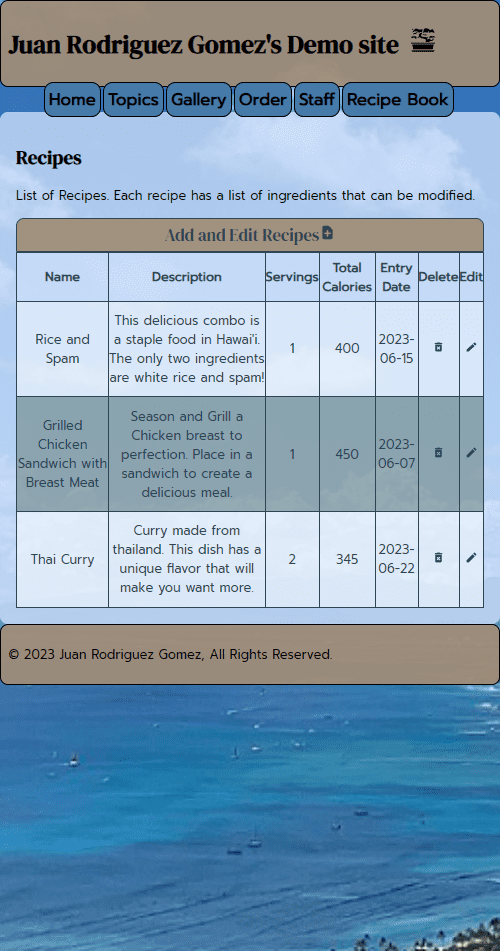 Juan Rodriguez Gomez's Demo site
Home Topics Gallery Order Staff Recipe Book
Recipes
List of Recipes. Each recipe has a list of ingredients that can be modified.
Add and Edit Recipes
Name Description Servings Total Calories Entry Date Delete Edit
Rice and
Spam
This delicious combo is
a staple food in Hawai'i.
The only two ingredients
are white rice and spam!
1
400
2023-
06-15
Grilled
Chicken
Sandwich with
Breast Meat
Season and Grill a
Chicken breast to
perfection. Place in a
sandwich to create a
delicious meal.
1
450
2023-
06-07
Thai Curry
Curry made from
thailand. This dish has a
unique flavor that will
make you want more.
2
345
2023-
06-22
© 2023 Juan Rodriguez Gomez, All Rights Reserved.